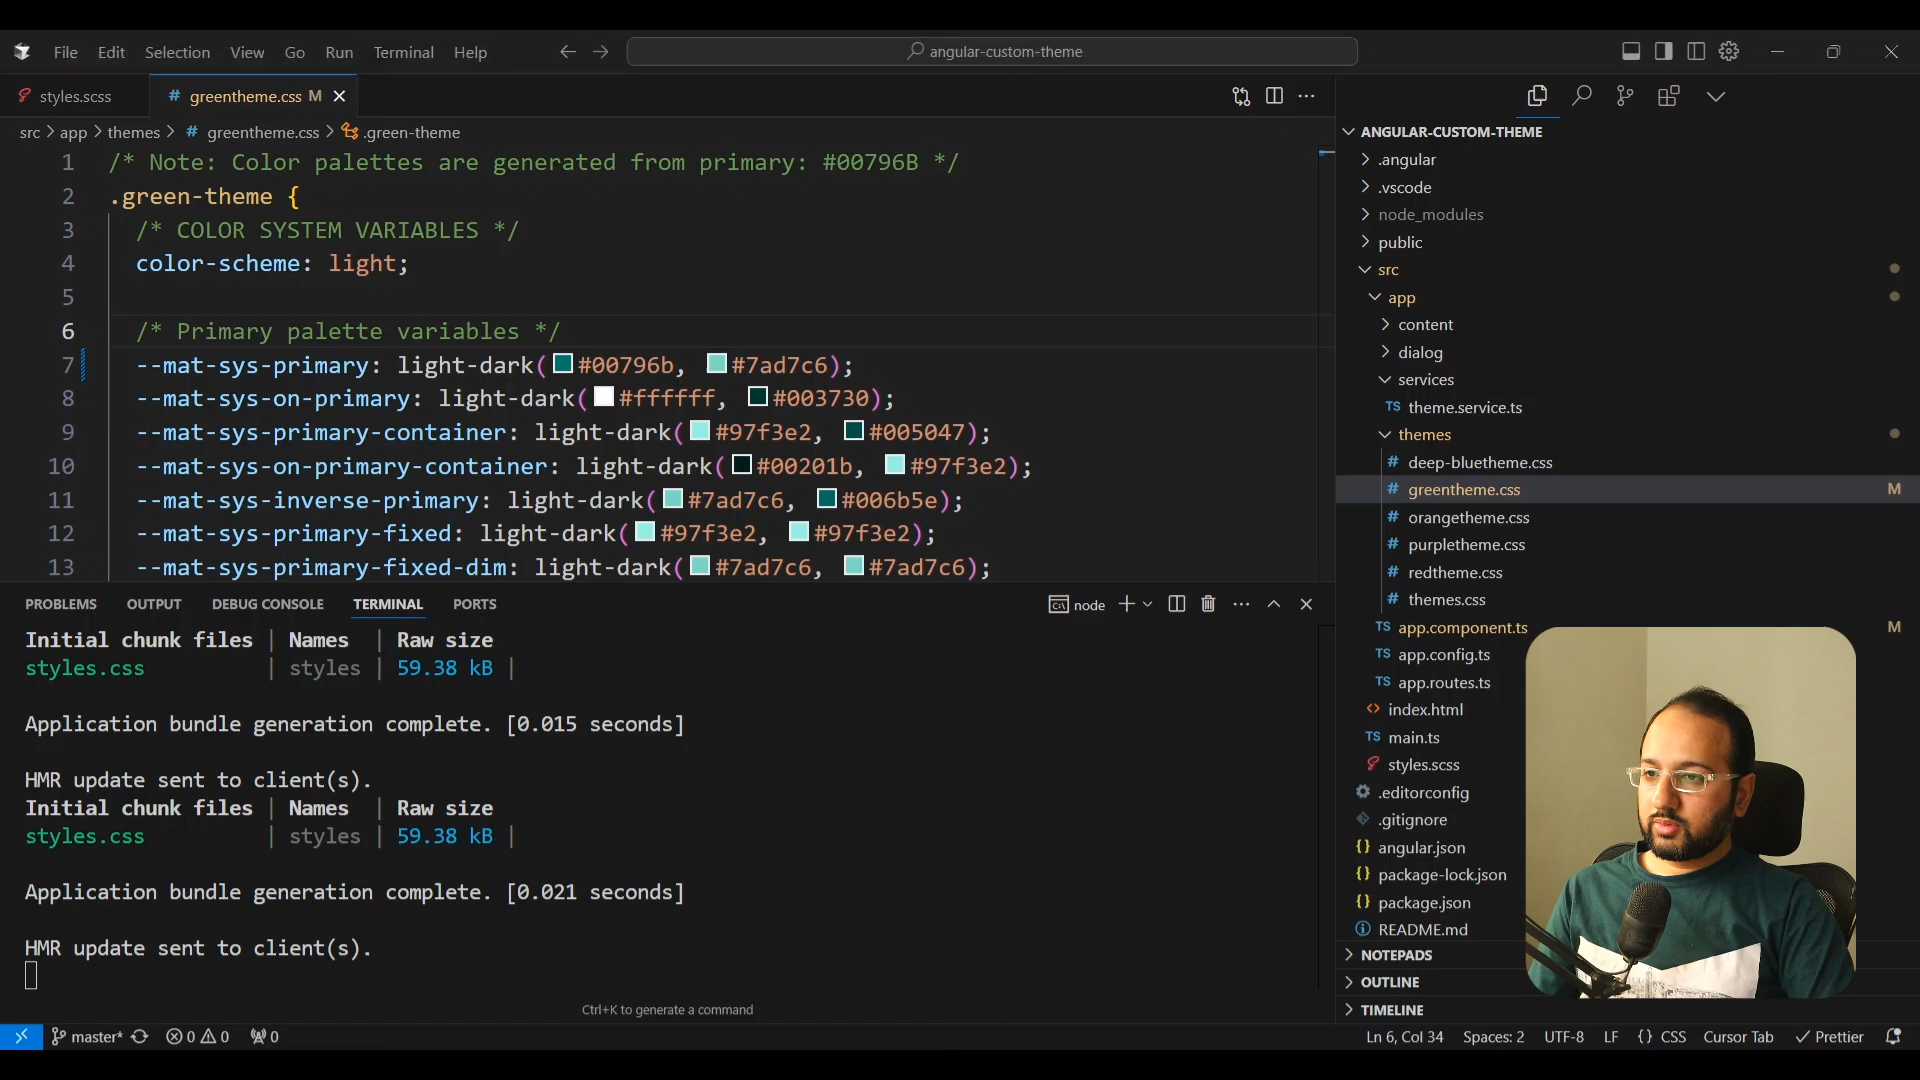 File Edit Selection View Go Run Terminal Help
angular-custom-theme
styles.scss
# greentheme.css M
src > app > themes > # greentheme.css > .green-theme
1 /* Note: Color palettes are generated from primary: #00796B */
2 .green-theme {
3 /* COLOR SYSTEM VARIABLES */
4 color-scheme: light;
5
6 /* Primary palette variables */
7 --mat-sys-primary: light-dark(#00796b, #7ad7c6);
8 --mat-sys-on-primary: light-dark(#ffffff, #003730);
9 --mat-sys-primary-container: light-dark(#97f3e2, #005047);
10 --mat-sys-on-primary-container: light-dark(#00201b, #97f3e2);
11 --mat-sys-inverse-primary: light-dark(#7ad7c6, #006b5e);
12 --mat-sys-primary-fixed: light-dark(#97f3e2, #97f3e2);
13 --mat-sys-primary-fixed-dim: light-dark(#7ad7c6, #7ad7c6);
PROBLEMS OUTPUT DEBUG CONSOLE TERMINAL PORTS
node
Initial chunk files | Names | Raw size
styles.css | styles | 59.38 kB |
Application bundle generation complete. [0.015 seconds]
HMR update sent to client(s).
Initial chunk files | Names | Raw size
styles.css | styles | 59.38 kB |
Application bundle generation complete. [0.021 seconds]
HMR update sent to client(s).
Ctrl+K to generate a command
ANGULAR-CUSTOM-THEME
.angular
.vscode
node_modules
public
src
app
content
dialog
services
TS theme.service.ts
themes
# deep-bluetheme.css
# greentheme.css M
# orangetheme.css
# purpletheme.css
# redtheme.css
# themes.css
TS app.component.ts M
TS app.config.ts
TS app.routes.ts
<> index.html
TS main.ts
styles.scss
.editorconfig
.gitignore
{} angular.json
{} package-lock.json
{} package.json
README.md
NOTEPADS
OUTLINE
TIMELINE
master* 0 0 0
Ln 6, Col 34 Spaces: 2 UTF-8 LF {} CSS Cursor Tab Prettier